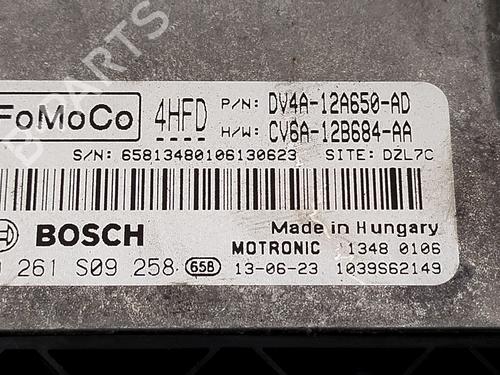 FoMoCo 4HFD P/N: DV4A-12A650-AD
H/W: CV6A-12B684-AA
S/N: 65813480106130623 SITE: DZL7C
BOSCH Made in Hungary
MOTRONIC 1348 0106
261 S09 258 65B 13-06-23 1039S62149
PARTS